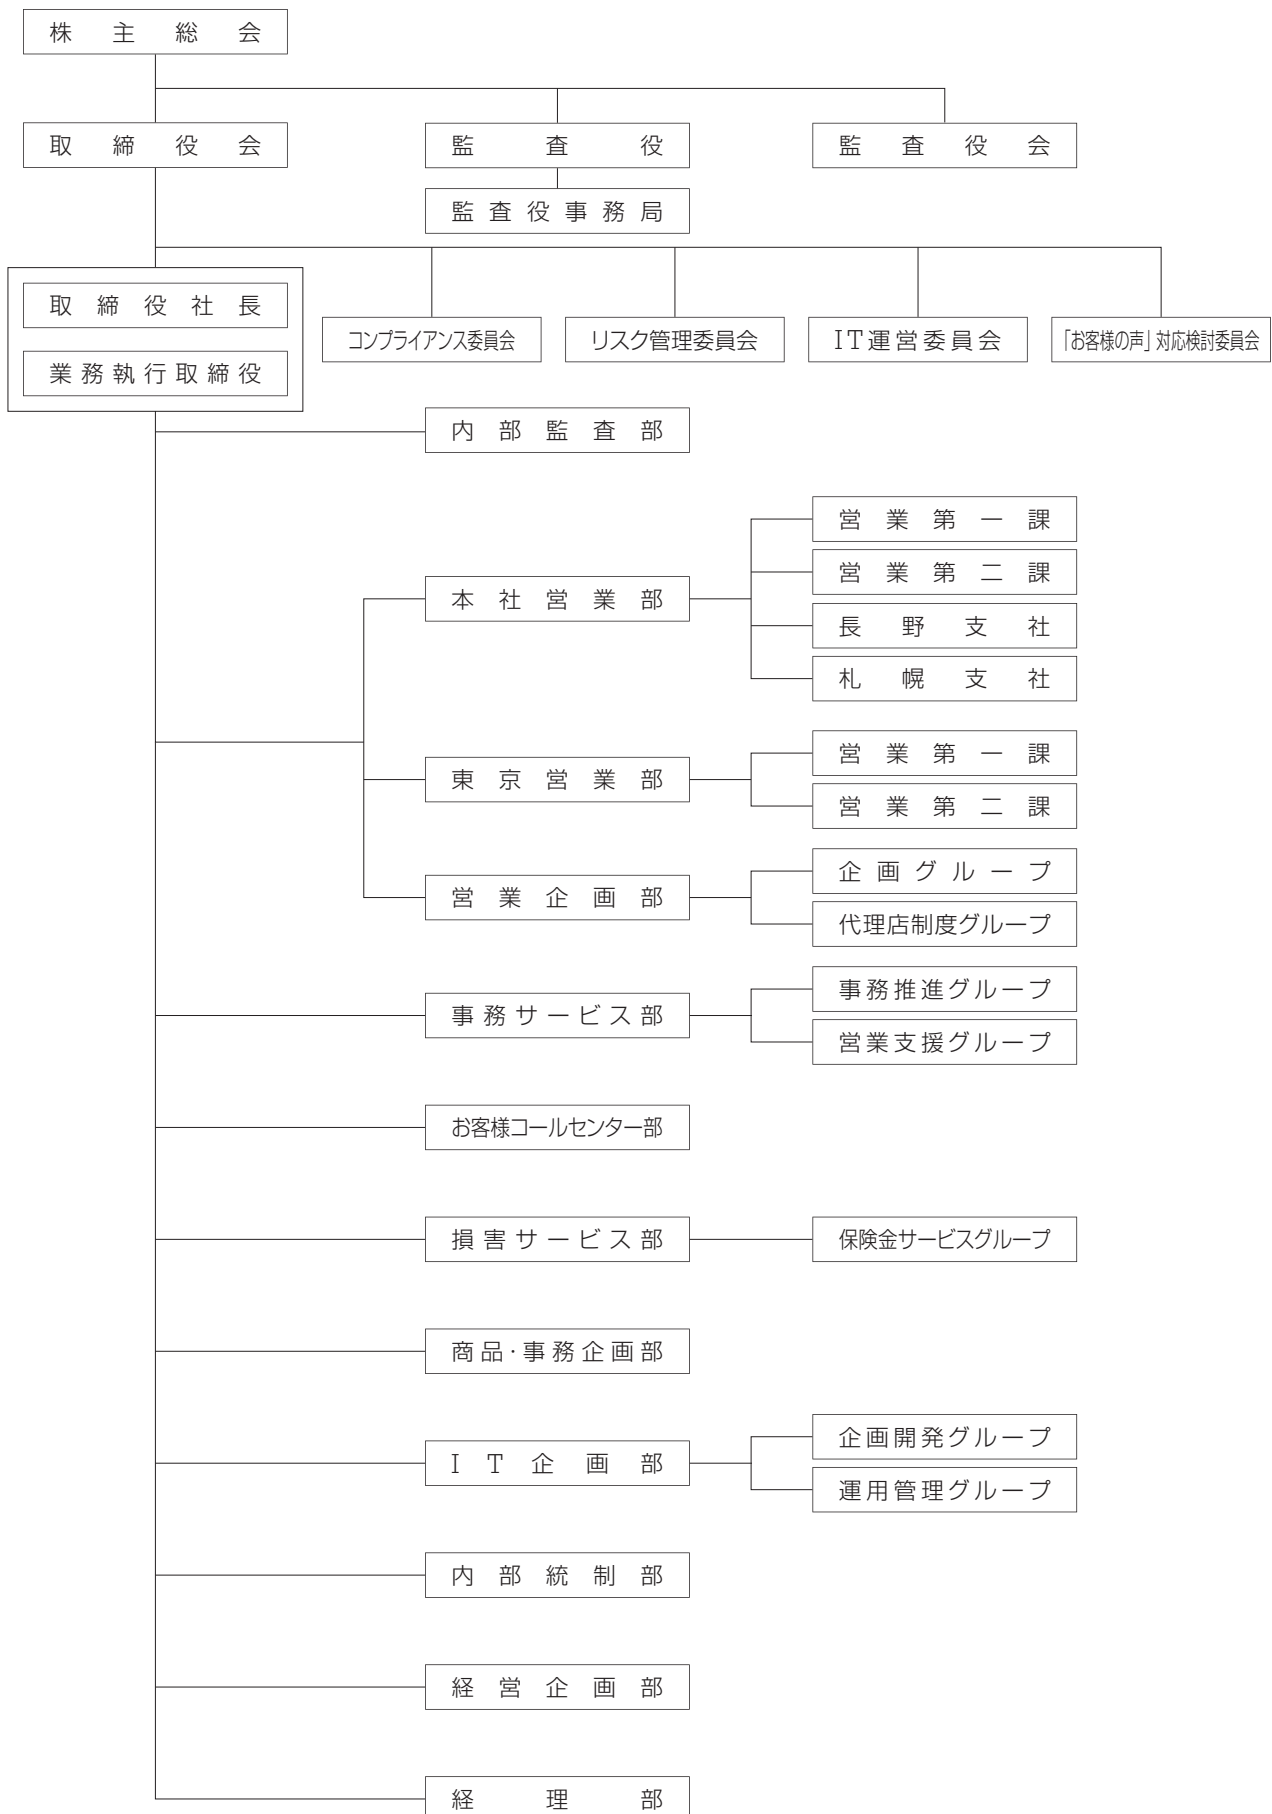 株主総会
取締役会
監査役
監査役会
監査役事務局
取締役社長
業務執行取締役
コンプライアンス委員会
リスク管理委員会
IT運営委員会
「お客様の声」対応検討委員会
内部監査部
本社営業部
営業第一課
営業第二課
長野支社
札幌支社
東京営業部
営業第一課
営業第二課
営業企画部
企画グループ
代理店制度グループ
事務サービス部
事務推進グループ
営業支援グループ
お客様コールセンター部
損害サービス部
保険金サービスグループ
商品・事務企画部
IT企画部
企画開発グループ
運用管理グループ
内部統制部
経営企画部
経理部